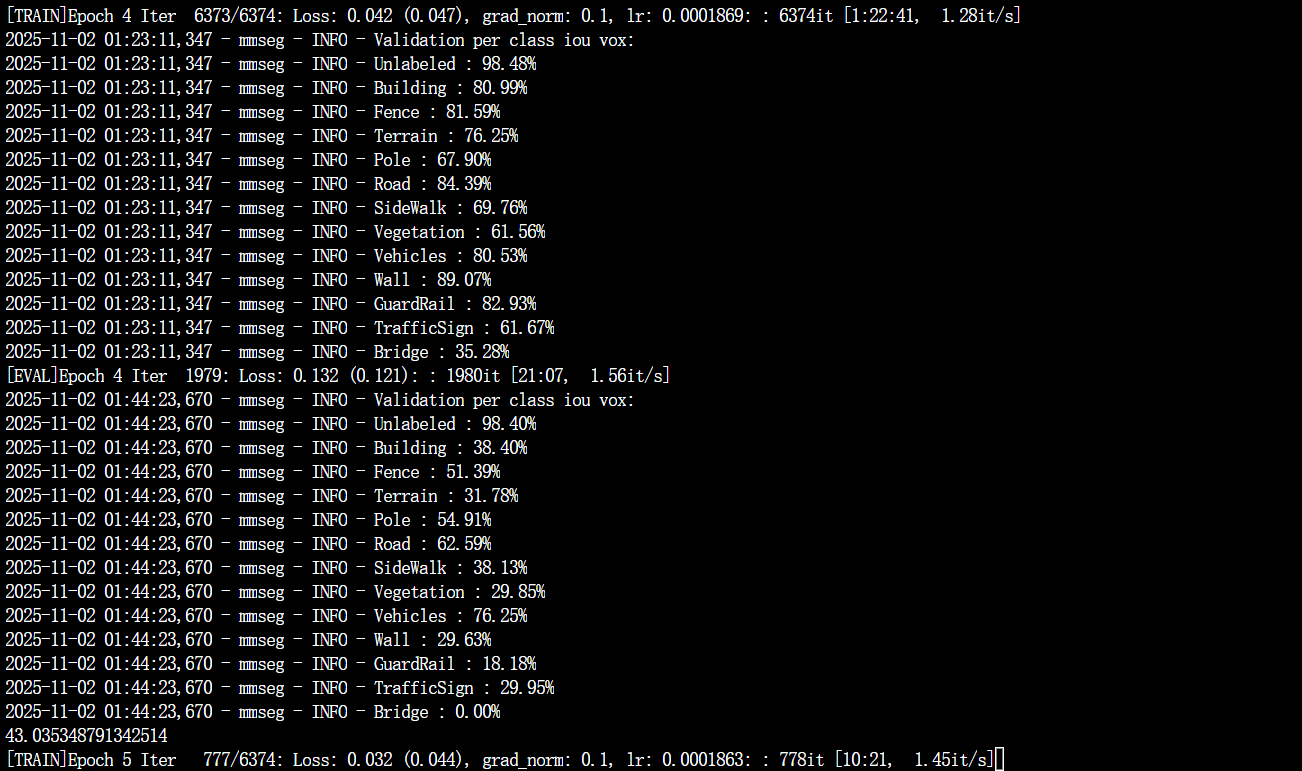 [TRAIN]Epoch 4 Iter  6373/6374: Loss: 0.042 (0.047), grad_norm: 0.1, lr: 0.0001869: : 6374it [1:22:41,  1.28it/s]
2025-11-02 01:23:11,347 - mmseg - INFO - Validation per class iou vox:
2025-11-02 01:23:11,347 - mmseg - INFO - Unlabeled : 98.48%
2025-11-02 01:23:11,347 - mmseg - INFO - Building : 80.99%
2025-11-02 01:23:11,347 - mmseg - INFO - Fence : 81.59%
2025-11-02 01:23:11,347 - mmseg - INFO - Terrain : 76.25%
2025-11-02 01:23:11,347 - mmseg - INFO - Pole : 67.90%
2025-11-02 01:23:11,347 - mmseg - INFO - Road : 84.39%
2025-11-02 01:23:11,347 - mmseg - INFO - SideWalk : 69.76%
2025-11-02 01:23:11,347 - mmseg - INFO - Vegetation : 61.56%
2025-11-02 01:23:11,347 - mmseg - INFO - Vehicles : 80.53%
2025-11-02 01:23:11,347 - mmseg - INFO - Wall : 89.07%
2025-11-02 01:23:11,347 - mmseg - INFO - GuardRail : 82.93%
2025-11-02 01:23:11,347 - mmseg - INFO - TrafficSign : 61.67%
2025-11-02 01:23:11,347 - mmseg - INFO - Bridge : 35.28%
[EVAL]Epoch 4 Iter  1979: Loss: 0.132 (0.121): : 1980it [21:07,  1.56it/s]
2025-11-02 01:44:23,670 - mmseg - INFO - Validation per class iou vox:
2025-11-02 01:44:23,670 - mmseg - INFO - Unlabeled : 98.40%
2025-11-02 01:44:23,670 - mmseg - INFO - Building : 38.40%
2025-11-02 01:44:23,670 - mmseg - INFO - Fence : 51.39%
2025-11-02 01:44:23,670 - mmseg - INFO - Terrain : 31.78%
2025-11-02 01:44:23,670 - mmseg - INFO - Pole : 54.91%
2025-11-02 01:44:23,670 - mmseg - INFO - Road : 62.59%
2025-11-02 01:44:23,670 - mmseg - INFO - SideWalk : 38.13%
2025-11-02 01:44:23,670 - mmseg - INFO - Vegetation : 29.85%
2025-11-02 01:44:23,670 - mmseg - INFO - Vehicles : 76.25%
2025-11-02 01:44:23,670 - mmseg - INFO - Wall : 29.63%
2025-11-02 01:44:23,670 - mmseg - INFO - GuardRail : 18.18%
2025-11-02 01:44:23,670 - mmseg - INFO - TrafficSign : 29.95%
2025-11-02 01:44:23,670 - mmseg - INFO - Bridge : 0.00%
43.035348791342514
[TRAIN]Epoch 5 Iter   777/6374: Loss: 0.032 (0.044), grad_norm: 0.1, lr: 0.0001863: : 778it [10:21,  1.45it/s]